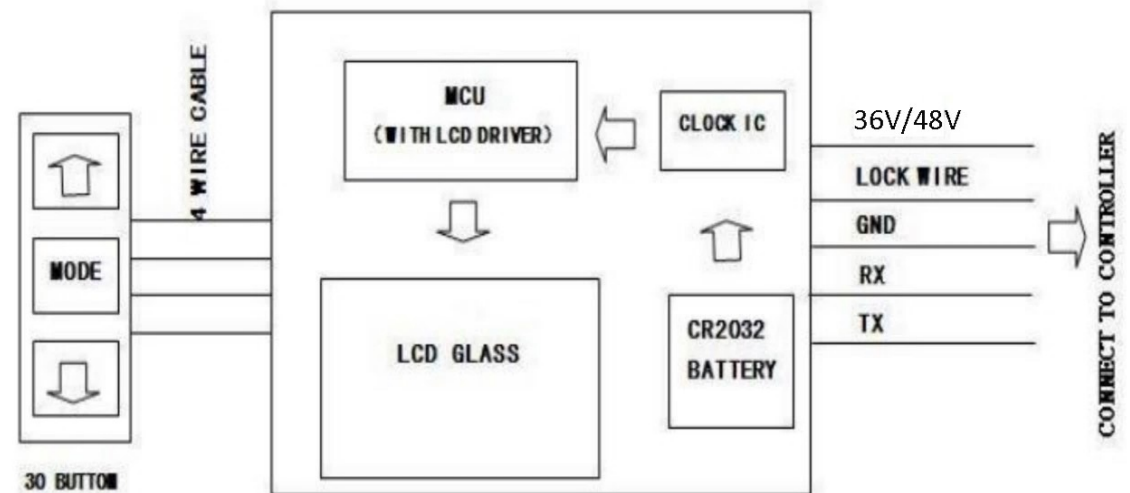 4 WIRE CABLE
MODE
30 BUTTOM
MCU
(WITH LCD DRIVER)
CLOCK IC
LCD GLASS
CR2032
BATTERY
36V/48V
LOCK WIRE
GND
RX
TX
CONNECT TO CONTROLLER